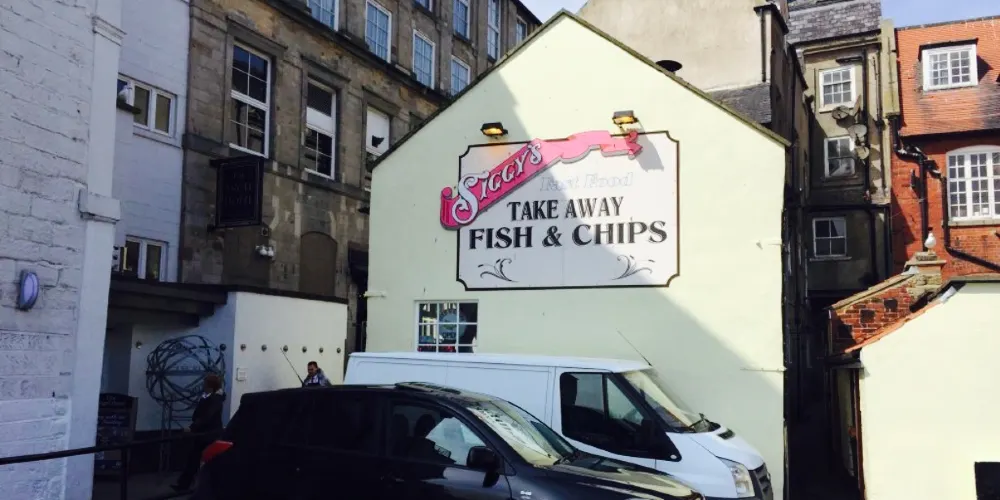 SIGGY'S
Fast Food
TAKE AWAY
FISH & CHIPS